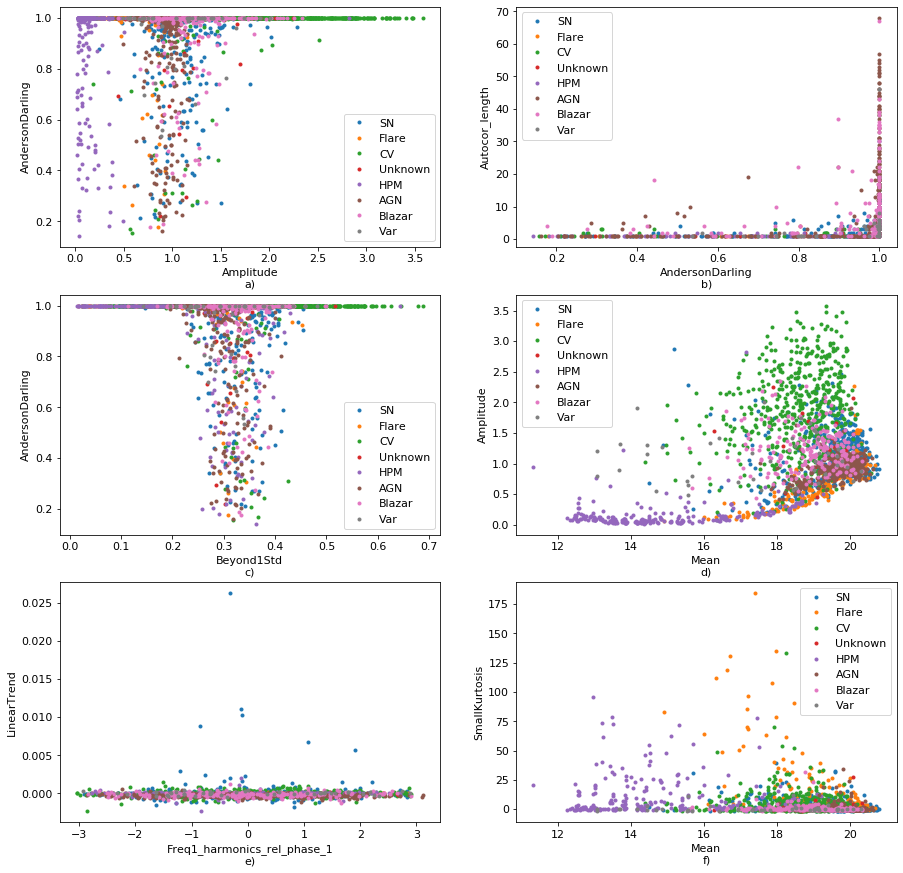 AndersonDarling
1.0
0.8
0.6
0.4
0.2
SN
Flare
CV
Unknown
HPM
AGN
Blazar
Var
0.0 0.5 1.0 1.5 2.0 2.5 3.0 3.5
Amplitude
a)
Autocor_length
70
60
50
40
30
20
10
0
SN
Flare
CV
Unknown
HPM
AGN
Blazar
Var
0.2 0.4 0.6 0.8 1.0
AndersonDarling
b)
AndersonDarling
1.0
0.8
0.6
0.4
0.2
SN
Flare
CV
Unknown
HPM
AGN
Blazar
Var
0.0 0.1 0.2 0.3 0.4 0.5 0.6 0.7
Beyond1Std
c)
Amplitude
3.5
3.0
2.5
2.0
1.5
1.0
0.5
0.0
SN
Flare
CV
Unknown
HPM
AGN
Blazar
Var
12 14 16 18 20
Mean
d)
LinearTrend
0.025
0.020
0.015
0.010
0.005
0.000
−3 −2 −1 0 1 2 3
Freq1_harmonics_rel_phase_1
e)
SmallKurtosis
175
150
125
100
75
50
25
0
SN
Flare
CV
Unknown
HPM
AGN
Blazar
Var
12 14 16 18 20
Mean
f)